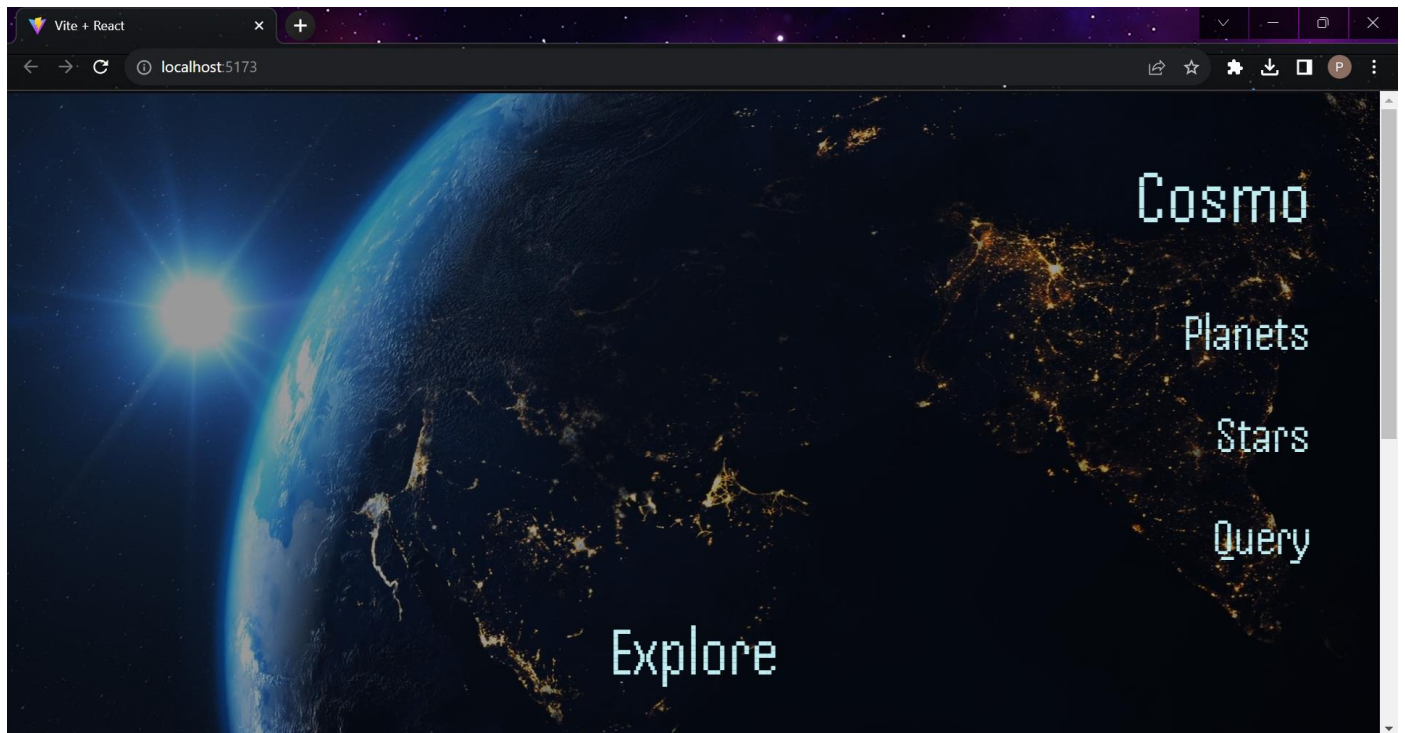 Vite + React
localhost:5173
P
Cosmo
Planets
Stars
Query
Explore